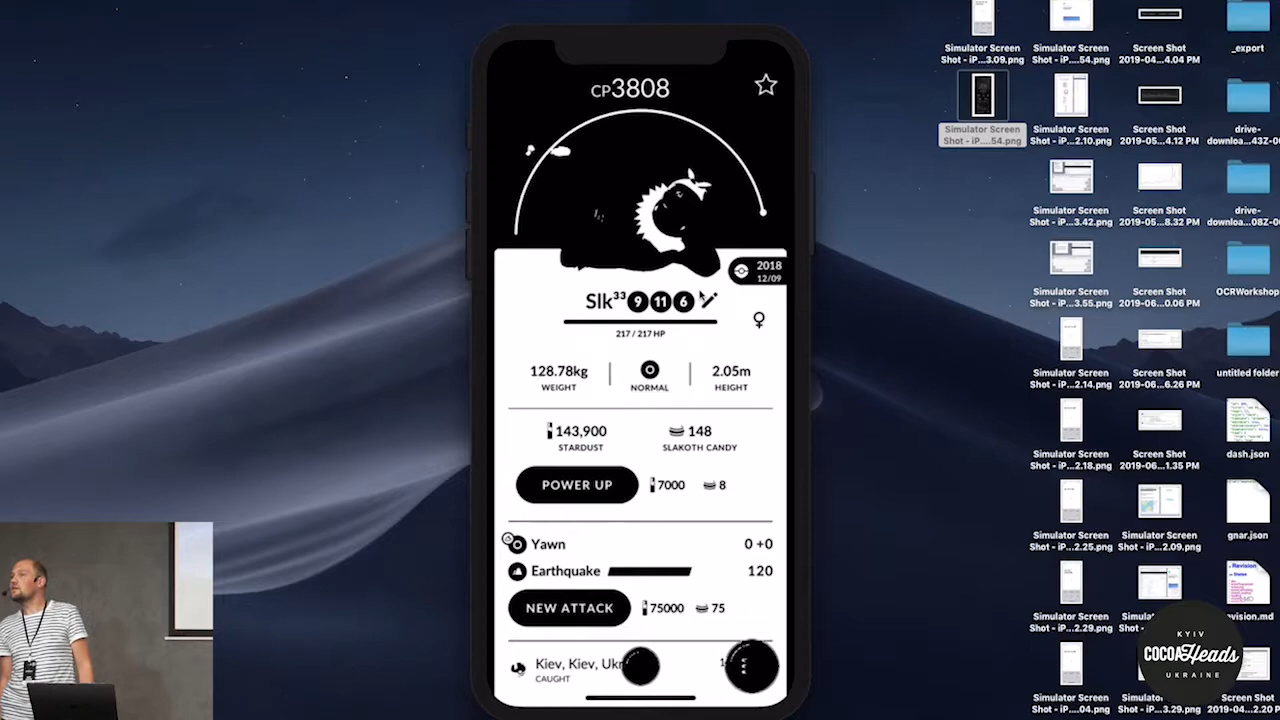 CP3808
2018
12/09
Slk³³ 9 11 6
217 / 217 HP
128.78kg
WEIGHT
NORMAL
2.05m
HEIGHT
143,900
STARDUST
148
SLAKOTH CANDY
POWER UP
7000
8
Yawn
0 +0
Earthquake
120
NEW ATTACK
75000
75
Kiev, Kiev, Ukr
CAUGHT
Simulator Screen
Shot - iP...3.09.png
Simulator Screen
Shot - iP....54.png
Simulator Screen
Shot - iP....54.png
Simulator Screen
Shot - iP...2.10.png
Simulator Screen
Shot - iP...3.42.png
Simulator Screen
Shot - iP...3.55.png
Simulator Screen
Shot - iP...2.14.png
Simulator Screen
Shot - iP...2.18.png
Simulator Screen
Shot - iP...2.25.png
Simulator Screen
Shot - iP...2.29.png
Simulator Screen
Shot - iP....04.png
Screen Shot
2019-04...4.04 PM
Screen Shot
2019-05...4.12 PM
Screen Shot
2019-05...8.32 PM
Screen Shot
2019-06...0.06 PM
Screen Shot
2019-06...6.26 PM
Screen Shot
2019-06...1.35 PM
Simulator Screen
Shot - iP...2.09.png
Simulator
Shot - iP...3.29.png
_export
drive-
downloa...43Z-0
drive-
downloa...08Z-0
OCRWorkshop
untitled folder
dash.json
gnar.json
Revision
vision.md
Screen Shot
2019-04...2.20 P
KYIV
COCOAHeads
UKRAINE